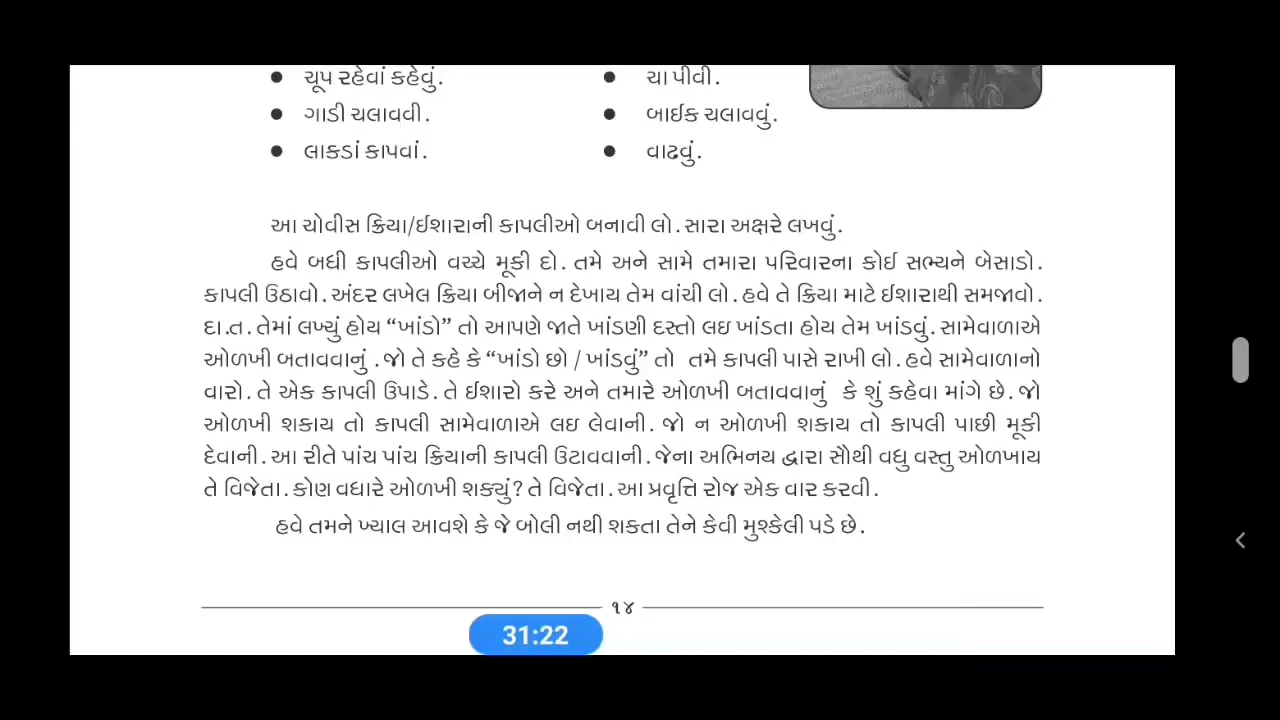 ● ચૂપ રહેવાં કહેવું. ● ચા પીવી.
● ગાડી ચલાવવી. ● બાઈક ચલાવવું.
● લાકડાં કાપવાં. ● વાઢવું.
આ ચોવીસ ક્રિયા/ઈશારાની કાપલીઓ બનાવી લો. સારા અક્ષરે લખવું.
હવે બધી કાપલીઓ વચ્ચે મૂકી દો. તમે અને સામે તમારા પરિવારના કોઈ સભ્યને બેસાડો.
કાપલી ઉઠાવો. અંદર લખેલ ક્રિયા બીજાને ન દેખાય તેમ વાંચી લો. હવે તે ક્રિયા માટે ઈશારાથી સમજાવો.
દા.ત. તેમાં લખ્યું હોય “ખાંડો” તો આપણે જાતે ખાંડણી દસ્તો લઇ ખાંડતા હોય તેમ ખાંડવું. સામેવાળાએ
ઓળખી બતાવવાનું . જો તે કહે કે “ખાંડો છો / ખાંડવું” તો તમે કાપલી પાસે રાખી લો. હવે સામેવાળાનો
વારો. તે એક કાપલી ઉપાડે. તે ઈશારો કરે અને તમારે ઓળખી બતાવવાનું કે શું કહેવા માંગે છે. જો
ઓળખી શકાય તો કાપલી સામેવાળાએ લઇ લેવાની. જો ન ઓળખી શકાય તો કાપલી પાછી મૂકી
દેવાની. આ રીતે પાંચ પાંચ ક્રિયાની કાપલી ઉટાવવાની. જેના અભિનય દ્વારા સૌથી વધુ વસ્તુ ઓળખાય
તે વિજેતા. કોણ વધારે ઓળખી શક્યું? તે વિજેતા. આ પ્રવૃત્તિ રોજ એક વાર કરવી.
હવે તમને ખ્યાલ આવશે કે જે બોલી નથી શકતા તેને કેવી મુશ્કેલી પડે છે.
૧૪
31:22